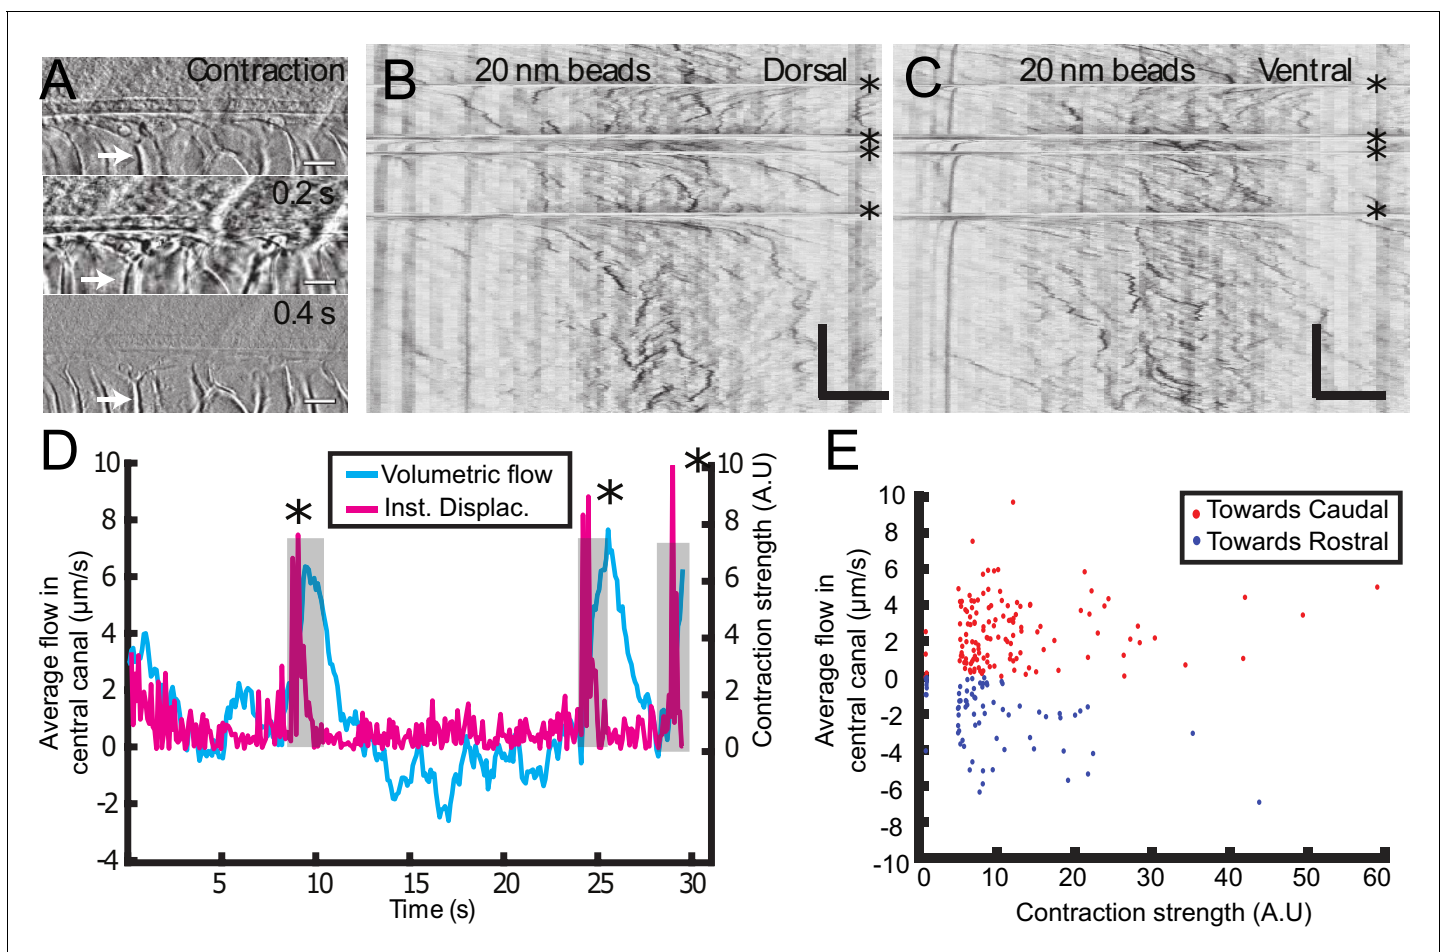 A
Contraction
0.2 s
0.4 s
B
20 nm beads
Dorsal
*
*
*
*
*
C
20 nm beads
Ventral
*
*
*
*
*
D
Volumetric flow
Inst. Displac.
*
*
*
10
8
6
4
2
0
-2
-4
Average flow in
central canal (µm/s)
10
8
6
4
2
0
Contraction strength (A.U)
5
10
15
20
25
30
Time (s)
E
Towards Caudal
Towards Rostral
10
8
6
4
2
0
-2
-4
-6
-8
-10
Average flow in
central canal (µm/s)
0
10
20
30
40
50
60
Contraction strength (A.U)